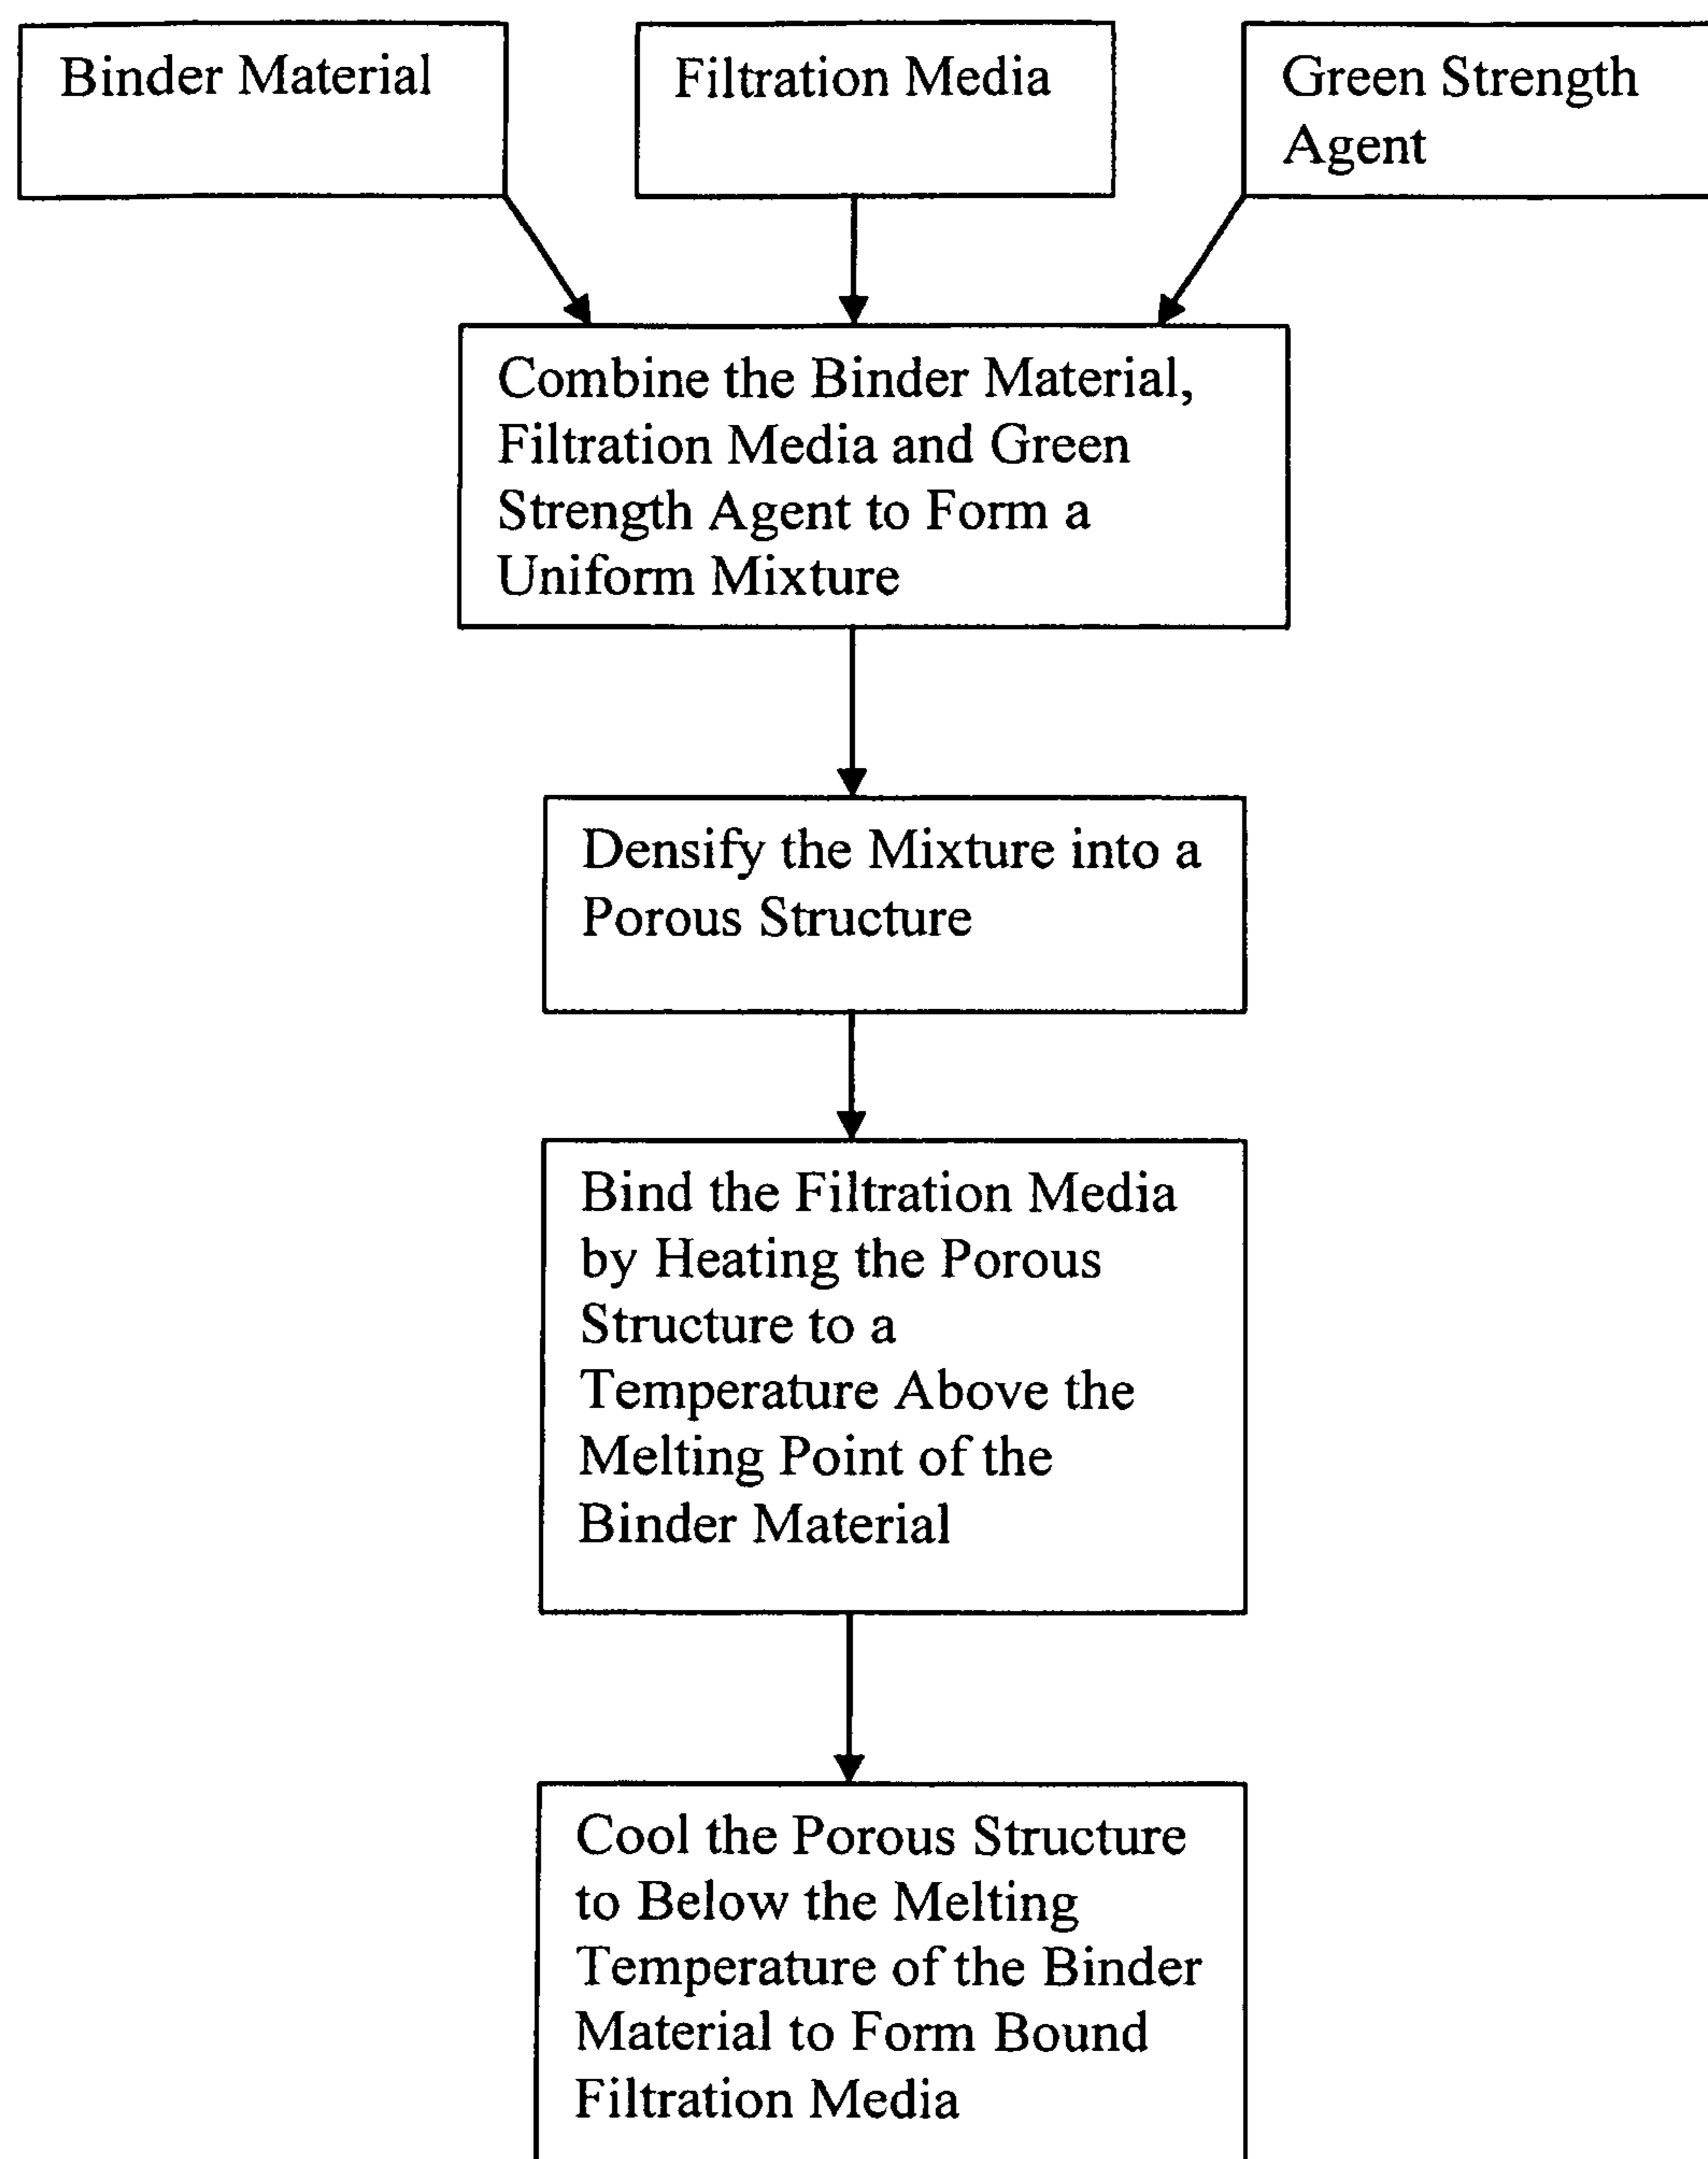 Binder Material
Filtration Media
Green Strength
Agent
Combine the Binder Material,
Filtration Media and Green
Strength Agent to Form a
Uniform Mixture
Densify the Mixture into a
Porous Structure
Bind the Filtration Media
by Heating the Porous
Structure to a
Temperature Above the
Melting Point of the
Binder Material
Cool the Porous Structure
to Below the Melting
Temperature of the Binder
Material to Form Bound
Filtration Media